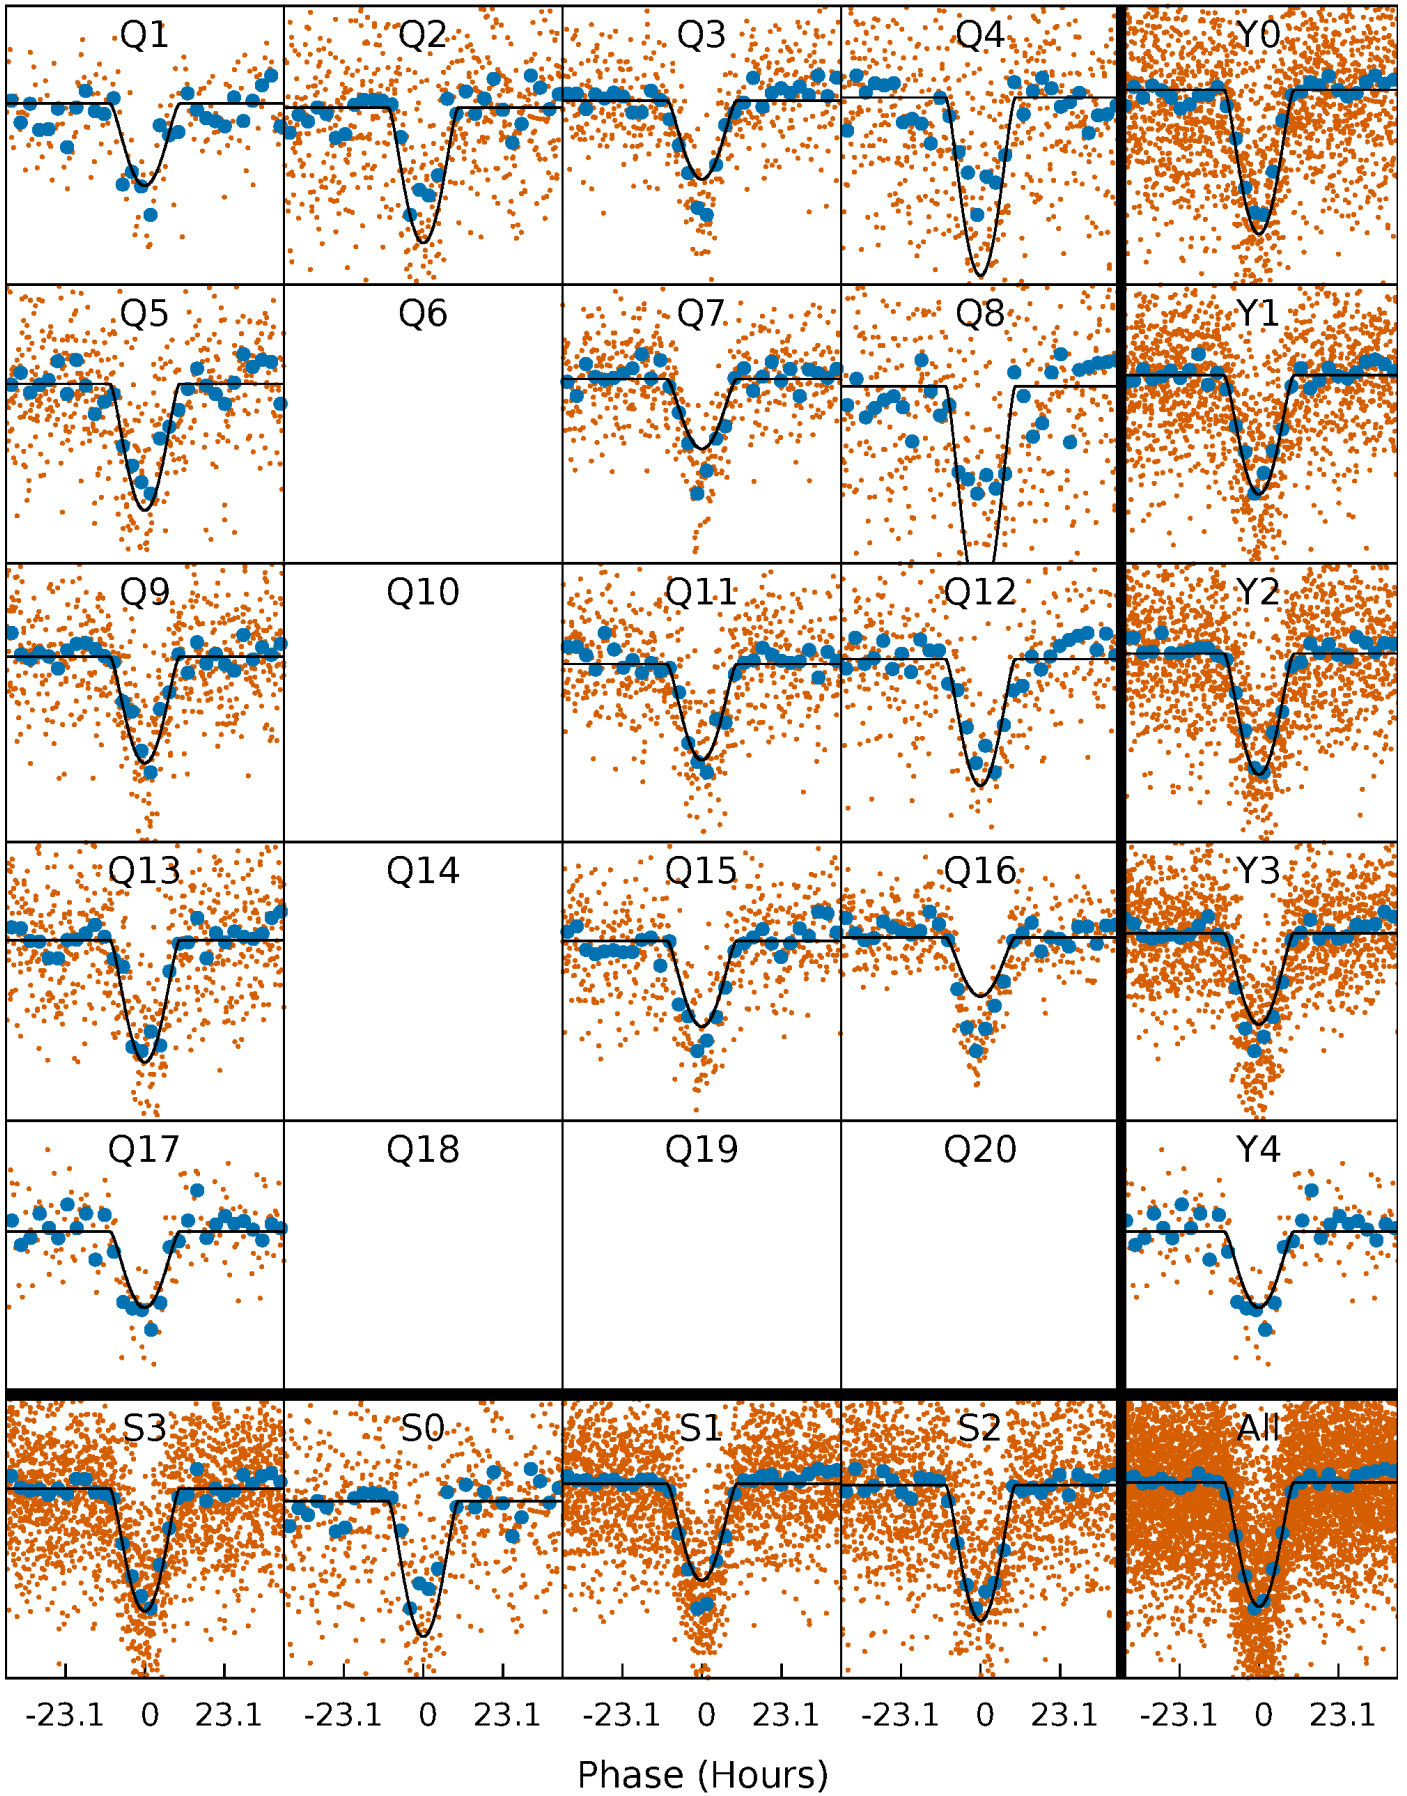 Q1 Q2 Q3 Q4 Y0
Q5 Q6 Q7 Q8 Y1
Q9 Q10 Q11 Q12 Y2
Q13 Q14 Q15 Q16 Y3
Q17 Q18 Q19 Q20 Y4
S3 S0 S1 S2 All
-23.1 0 23.1 -23.1 0 23.1 -23.1 0 23.1 -23.1 0 23.1 -23.1 0 23.1
Phase (Hours)